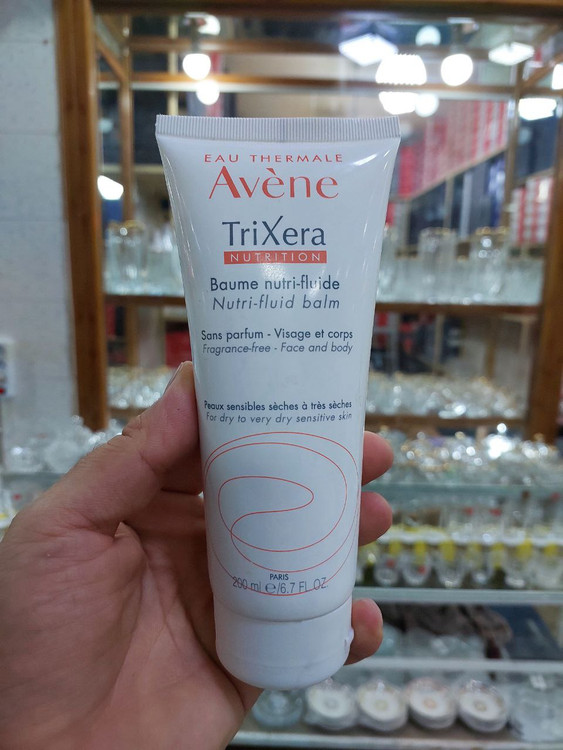 EAU THERMALE
Avène
TriXera
NUTRITION
Baume nutri-fluide
Nutri-fluid balm
Sans parfum - Visage et corps
Fragrance-free - Face and body
Peaux sensibles sèches à très sèches
For dry to very dry sensitive skin
PARIS
200 ml ℮/6.7 FL.OZ.